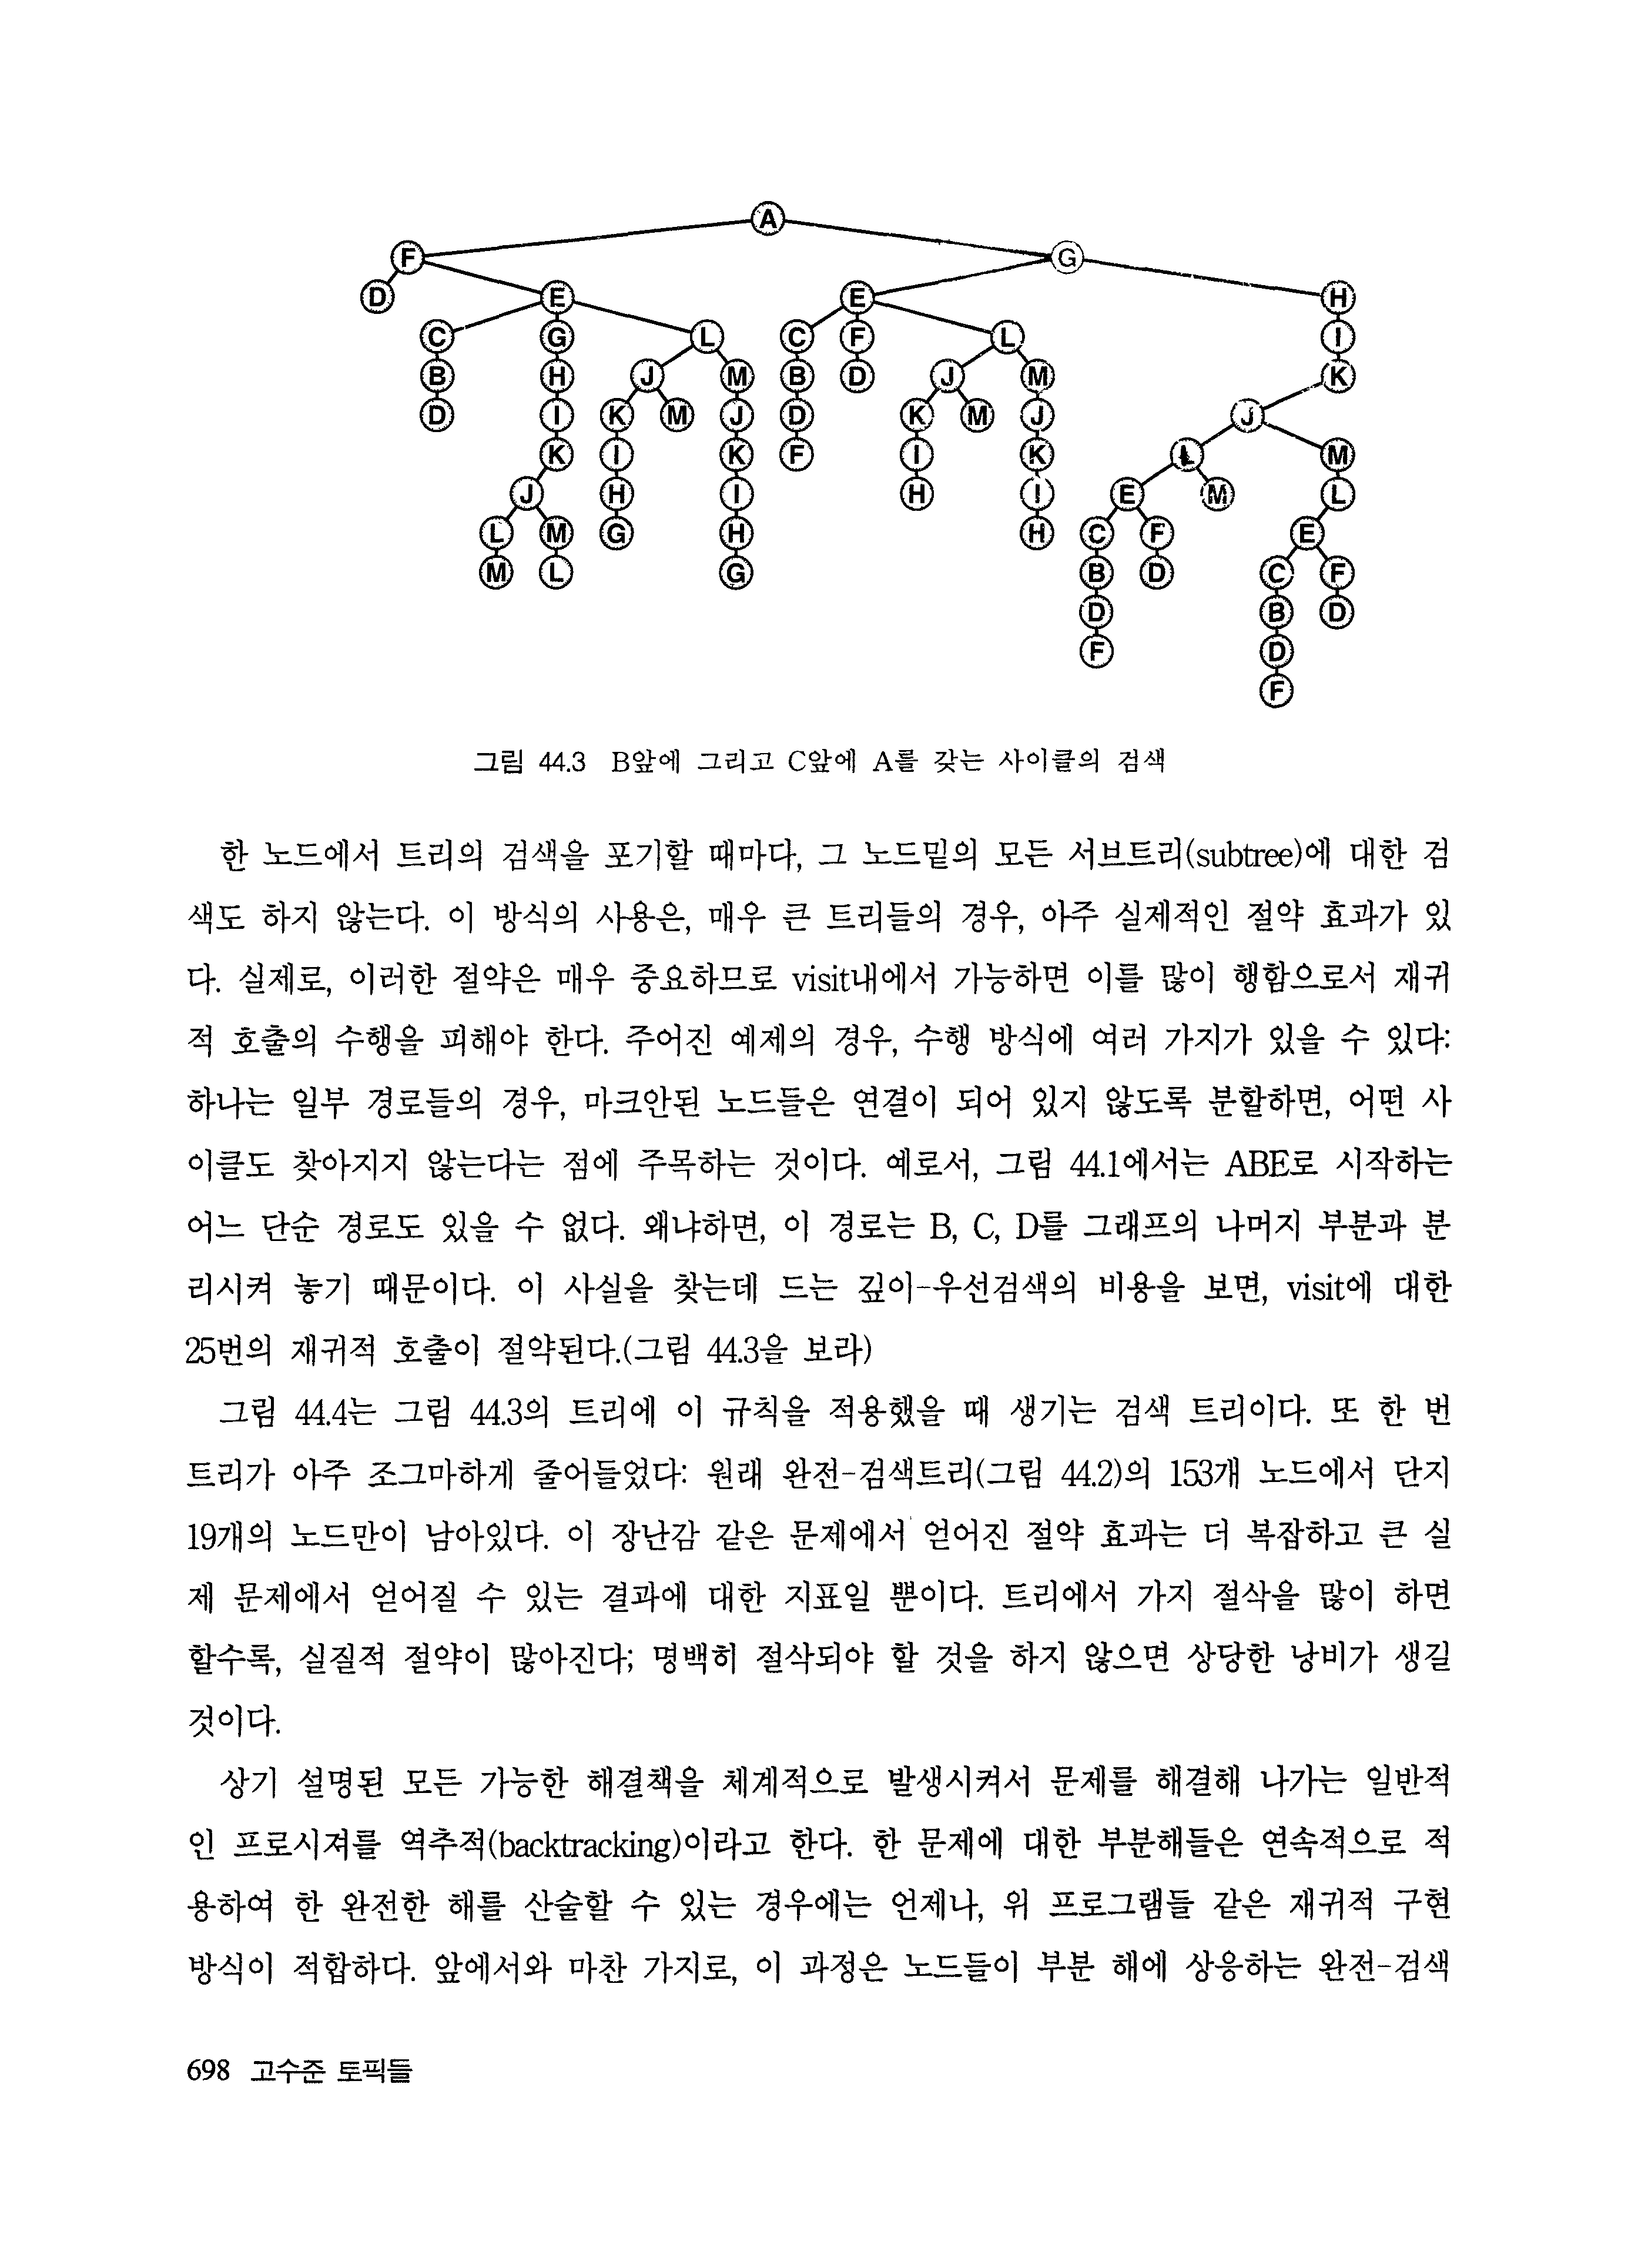 A
F G
D E E H
C G L C F L I
B H J M B D J M K
D I K M J D K M J J
K I K F I K L M
J H I H I E M L
L M G H H C F E
M L G B D C F
D B D
F D
F
그림 44.3 B앞에 그리고 C앞에 A를 갖는 사이클의 검색
한 노드에서 트리의 검색을 포기할 때마다, 그 노드밑의 모든 서브트리(subtree)에 대한 검
색도 하지 않는다. 이 방식의 사용은, 매우 큰 트리들의 경우, 아주 실제적인 절약 효과가 있
다. 실제로, 이러한 절약은 매우 중요하므로 visit내에서 가능하면 이를 많이 행함으로서 재귀
적 호출의 수행을 피해야 한다. 주어진 예제의 경우, 수행 방식에 여러 가지가 있을 수 있다:
하나는 일부 경로들의 경우, 마크안된 노드들은 연결이 되어 있지 않도록 분할하면, 어떤 사
이클도 찾아지지 않는다는 점에 주목하는 것이다. 예로서, 그림 44.1에서는 ABE로 시작하는
어느 단순 경로도 있을 수 없다. 왜냐하면, 이 경로는 B, C, D를 그래프의 나머지 부분과 분
리시켜 놓기 때문이다. 이 사실을 찾는데 드는 깊이-우선검색의 비용을 보면, visit에 대한
25번의 재귀적 호출이 절약된다.(그림 44.3을 보라)
그림 44.4는 그림 44.3의 트리에 이 규칙을 적용했을 때 생기는 검색 트리이다. 또 한 번
트리가 아주 조그마하게 줄어들었다: 원래 완전-검색트리(그림 44.2)의 153개 노드에서 단지
19개의 노드만이 남아있다. 이 장난감 같은 문제에서 얻어진 절약 효과는 더 복잡하고 큰 실
제 문제에서 얻어질 수 있는 결과에 대한 지표일 뿐이다. 트리에서 가지 절삭을 많이 하면
할수록, 실질적 절약이 많아진다; 명백히 절삭되야 할 것을 하지 않으면 상당한 낭비가 생길
것이다.
상기 설명된 모든 가능한 해결책을 체계적으로 발생시켜서 문제를 해결해 나가는 일반적
인 프로시져를 역추적(backtracking)이라고 한다. 한 문제에 대한 부분해들은 연속적으로 적
용하여 한 완전한 해를 산술할 수 있는 경우에는 언제나, 위 프로그램들 같은 재귀적 구현
방식이 적합하다. 앞에서와 마찬 가지로, 이 과정은 노드들이 부분 해에 상응하는 완전-검색
698 고수준 토픽들